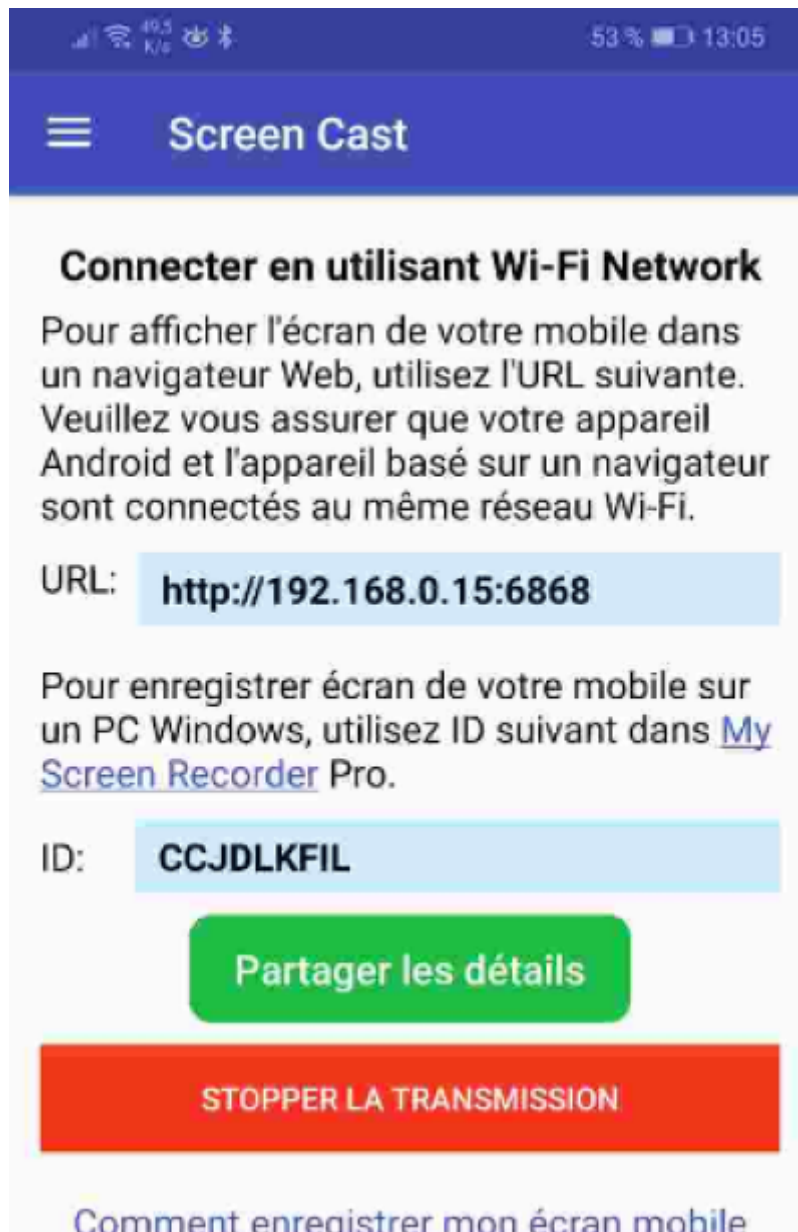 49,5 K/s 53 % 13:05
Screen Cast
Connecter en utilisant Wi-Fi Network
Pour afficher l'écran de votre mobile dans
un navigateur Web, utilisez l'URL suivante.
Veuillez vous assurer que votre appareil
Android et l'appareil basé sur un navigateur
sont connectés au même réseau Wi-Fi.
URL: http://192.168.0.15:6868
Pour enregistrer écran de votre mobile sur
un PC Windows, utilisez ID suivant dans My
Screen Recorder Pro.
ID: CCJDLKFIL
Partager les détails
STOPPER LA TRANSMISSION
Comment enregistrer mon écran mobile